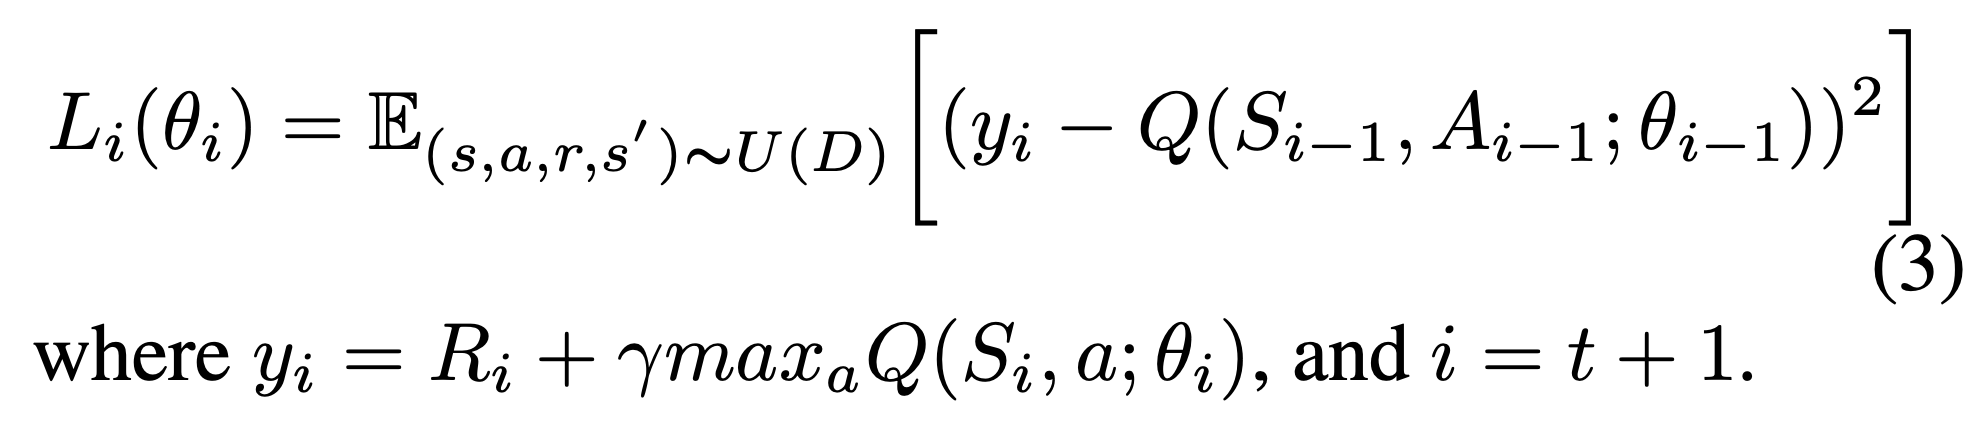 L_i(θ_i) = 𝔼_{(s,a,r,s′)∼U(D)} [(y_i − Q(S_{i−1}, A_{i−1}; θ_{i−1}))^2]
(3)
where y_i = R_i + γmax_aQ(S_i, a; θ_i), and i = t + 1.